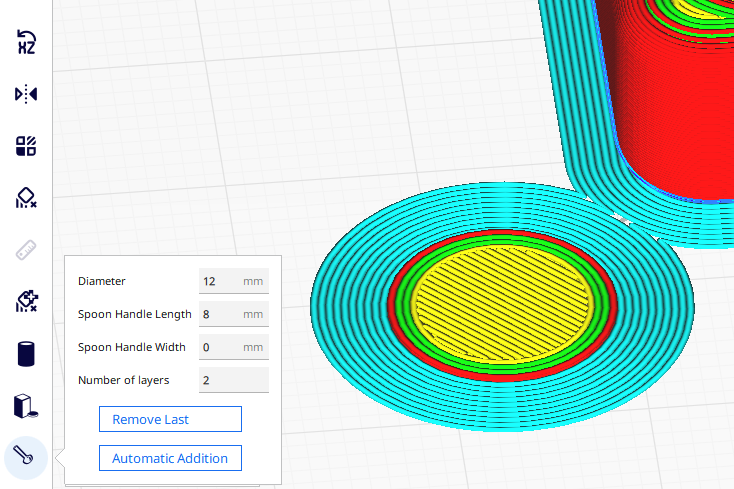 XZ
Diameter 12 mm
Spoon Handle Length 8 mm
Spoon Handle Width 0 mm
Number of layers 2
Remove Last
Automatic Addition